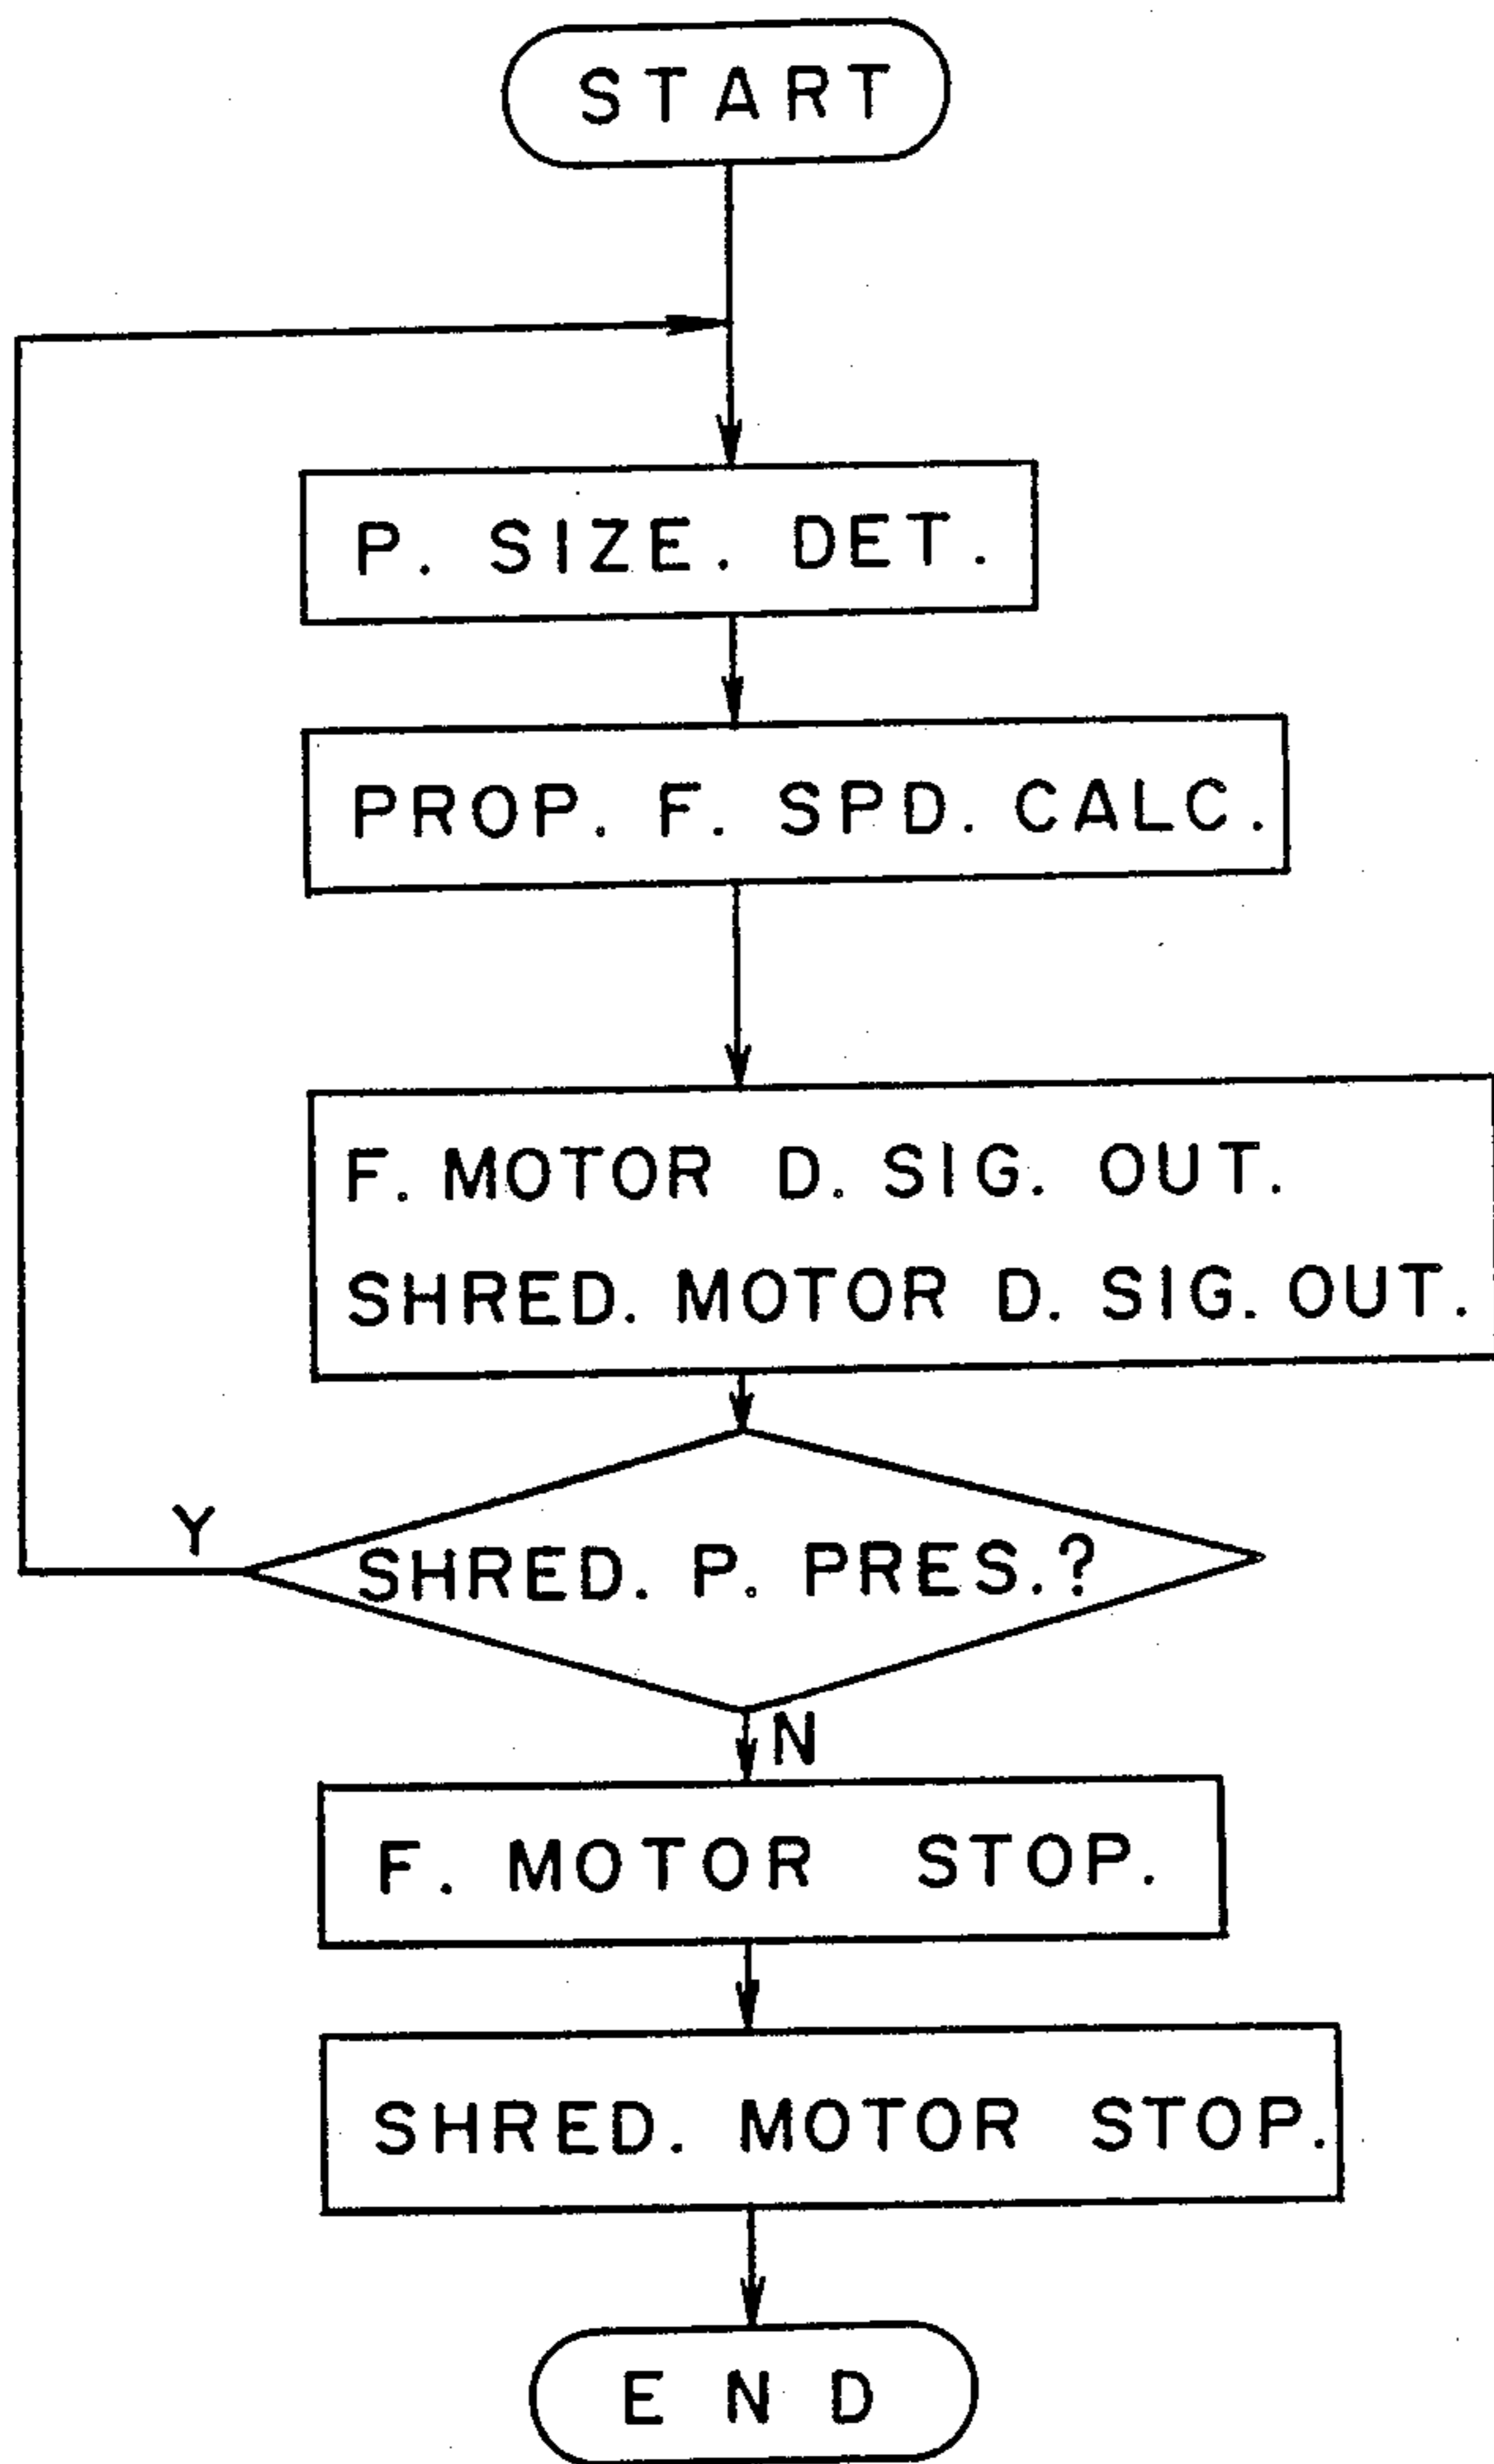 START
P. SIZE. DET.
PROP. F. SPD. CALC.
F. MOTOR D. SIG. OUT.
SHRED. MOTOR D. SIG. OUT.
Y
SHRED. P. PRES.?
N
F. MOTOR STOP.
SHRED. MOTOR STOP.
END